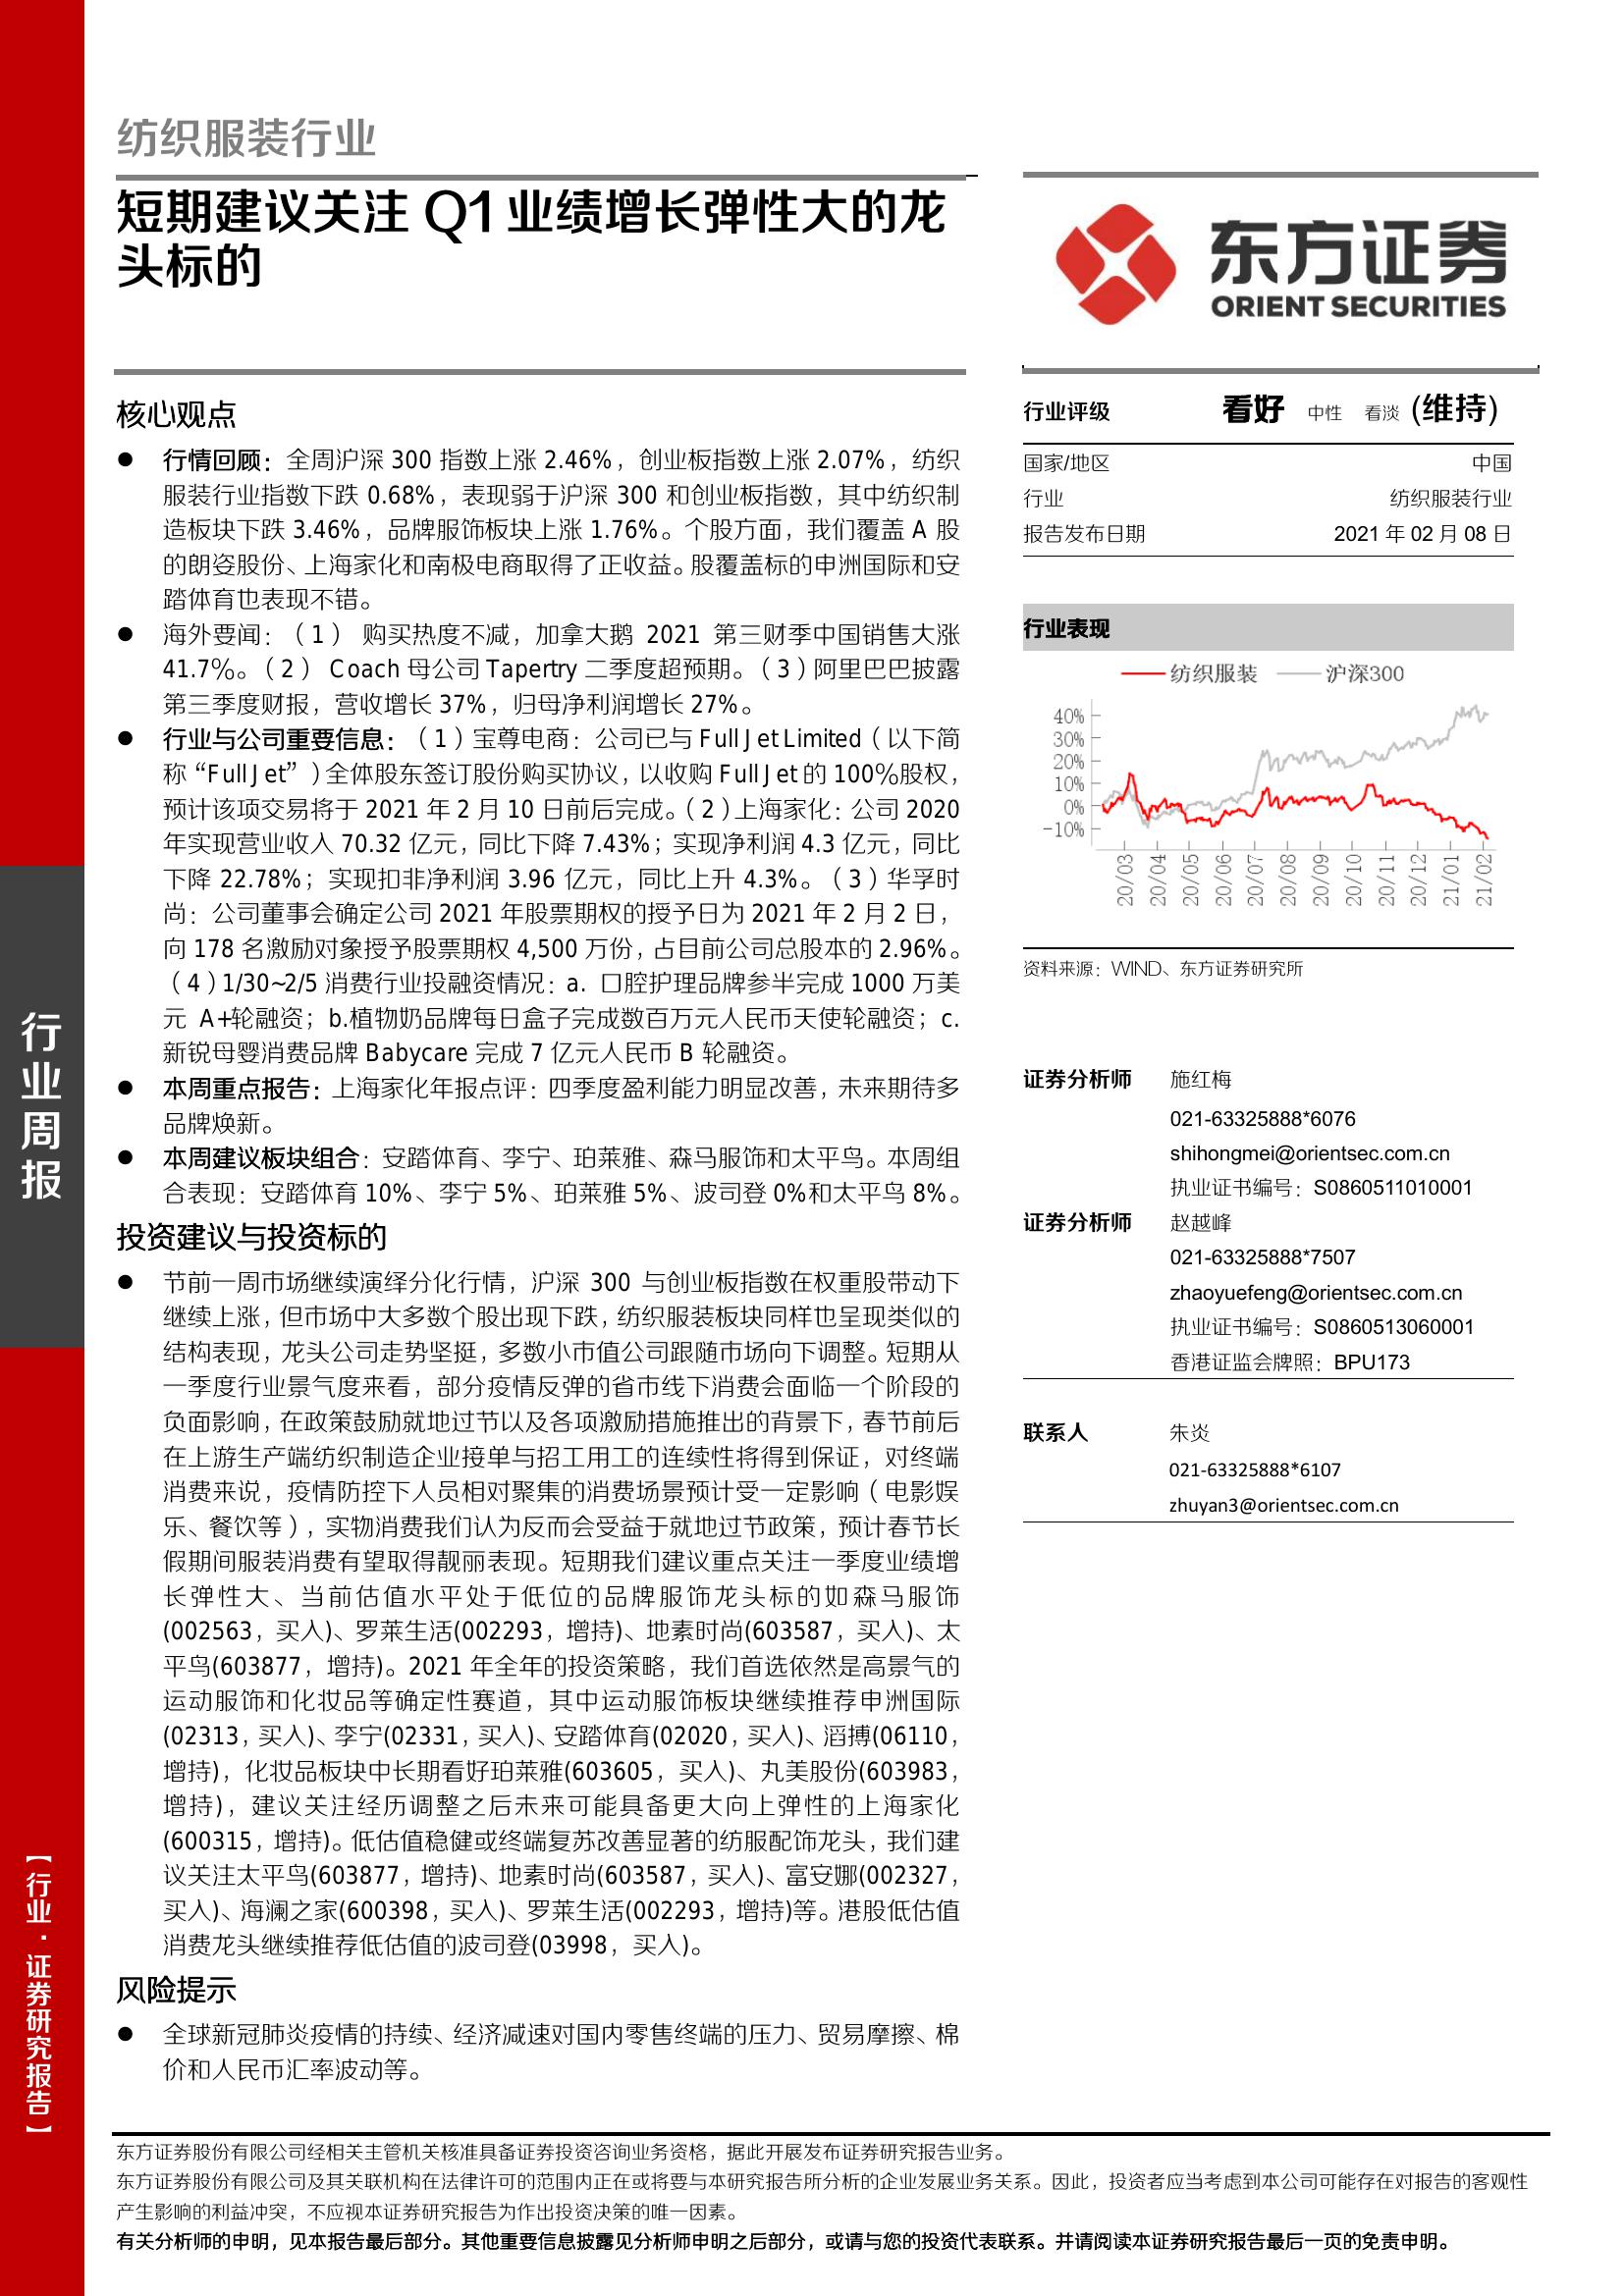 纺织服装行业
短期建议关注 Q1 业绩增长弹性大的龙
头标的
东方证券
ORIENT SECURITIES
核心观点
● 行情回顾：全周沪深 300 指数上涨 2.46%，创业板指数上涨 2.07%，纺织
服装行业指数下跌 0.68%，表现弱于沪深 300 和创业板指数，其中纺织制
造板块下跌 3.46%，品牌服饰板块上涨 1.76%。个股方面，我们覆盖 A 股
的朗姿股份、上海家化和南极电商取得了正收益。股覆盖标的申洲国际和安
踏体育也表现不错。
● 海外要闻：（1） 购买热度不减，加拿大鹅 2021 第三财季中国销售大涨
41.7%。（2） Coach 母公司 Tapertry 二季度超预期。（3）阿里巴巴披露
第三季度财报，营收增长 37%，归母净利润增长 27%。
● 行业与公司重要信息：（1）宝尊电商：公司已与 Full Jet Limited（以下简
称“Full Jet”）全体股东签订股份购买协议，以收购 Full Jet 的 100%股权，
预计该项交易将于 2021 年 2 月 10 日前后完成。（2）上海家化：公司 2020
年实现营业收入 70.32 亿元，同比下降 7.43%；实现净利润 4.3 亿元，同比
下降 22.78%；实现扣非净利润 3.96 亿元，同比上升 4.3%。（3）华孚时
尚：公司董事会确定公司 2021 年股票期权的授予日为 2021 年 2 月 2 日，
向 178 名激励对象授予股票期权 4,500 万份，占目前公司总股本的 2.96%。
（4）1/30~2/5 消费行业投融资情况：a. 口腔护理品牌参半完成 1000 万美
元 A+轮融资；b.植物奶品牌每日盒子完成数百万元人民币天使轮融资；c.
新锐母婴消费品牌 Babycare 完成 7 亿元人民币 B 轮融资。
● 本周重点报告：上海家化年报点评：四季度盈利能力明显改善，未来期待多
品牌焕新。
● 本周建议板块组合：安踏体育、李宁、珀莱雅、森马服饰和太平鸟。本周组
合表现：安踏体育 10%、李宁 5%、珀莱雅 5%、波司登 0%和太平鸟 8%。
投资建议与投资标的
● 节前一周市场继续演绎分化行情，沪深 300 与创业板指数在权重股带动下
继续上涨，但市场中大多数个股出现下跌，纺织服装板块同样也呈现类似的
结构表现，龙头公司走势坚挺，多数小市值公司跟随市场向下调整。短期从
一季度行业景气度来看，部分疫情反弹的省市线下消费会面临一个阶段的
负面影响，在政策鼓励就地过节以及各项激励措施推出的背景下，春节前后
在上游生产端纺织制造企业接单与招工用工的连续性将得到保证，对终端
消费来说，疫情防控下人员相对聚集的消费场景预计受一定影响（电影娱
乐、餐饮等），实物消费我们认为反而会受益于就地过节政策，预计春节长
假期间服装消费有望取得靓丽表现。短期我们建议重点关注一季度业绩增
长弹性大、当前估值水平处于低位的品牌服饰龙头标的如森马服饰
(002563，买入)、罗莱生活(002293，增持)、地素时尚(603587，买入)、太
平鸟(603877，增持)。2021 年全年的投资策略，我们首选依然是高景气的
运动服饰和化妆品等确定性赛道，其中运动服饰板块继续推荐申洲国际
(02313，买入)、李宁(02331，买入)、安踏体育(02020，买入)、滔搏(06110，
增持)，化妆品板块中长期看好珀莱雅(603605，买入)、丸美股份(603983，
增持)，建议关注经历调整之后未来可能具备更大向上弹性的上海家化
(600315，增持)。低估值稳健或终端复苏改善显著的纺服配饰龙头，我们建
议关注太平鸟(603877，增持)、地素时尚(603587，买入)、富安娜(002327，
买入)、海澜之家(600398，买入)、罗莱生活(002293，增持)等。港股低估值
消费龙头继续推荐低估值的波司登(03998，买入)。
风险提示
● 全球新冠肺炎疫情的持续、经济减速对国内零售终端的压力、贸易摩擦、棉
价和人民币汇率波动等。
行业评级 看好 中性 看淡 (维持)
国家/地区 中国
行业 纺织服装行业
报告发布日期 2021 年 02 月 08 日
行业表现
纺织服装 沪深300
40%
30%
20%
10%
0%
-10%
20/03 20/04 20/05 20/06 20/07 20/08 20/09 20/10 20/11 20/12 21/01 21/02
资料来源：WIND、东方证券研究所
证券分析师 施红梅
021-63325888*6076
shihongmei@orientsec.com.cn
执业证书编号：S0860511010001
证券分析师 赵越峰
021-63325888*7507
zhaoyuefeng@orientsec.com.cn
执业证书编号：S0860513060001
香港证监会牌照：BPU173
联系人 朱炎
021-63325888*6107
zhuyan3@orientsec.com.cn
行业周报
【行业·证券研究报告】
东方证券股份有限公司经相关主管机关核准具备证券投资咨询业务资格，据此开展发布证券研究报告业务。
东方证券股份有限公司及其关联机构在法律许可的范围内正在或将要与本研究报告所分析的企业发展业务关系。因此，投资者应当考虑到本公司可能存在对报告的客观性
产生影响的利益冲突，不应视本证券研究报告为作出投资决策的唯一因素。
有关分析师的申明，见本报告最后部分。其他重要信息披露见分析师申明之后部分，或请与您的投资代表联系。并请阅读本证券研究报告最后一页的免责申明。